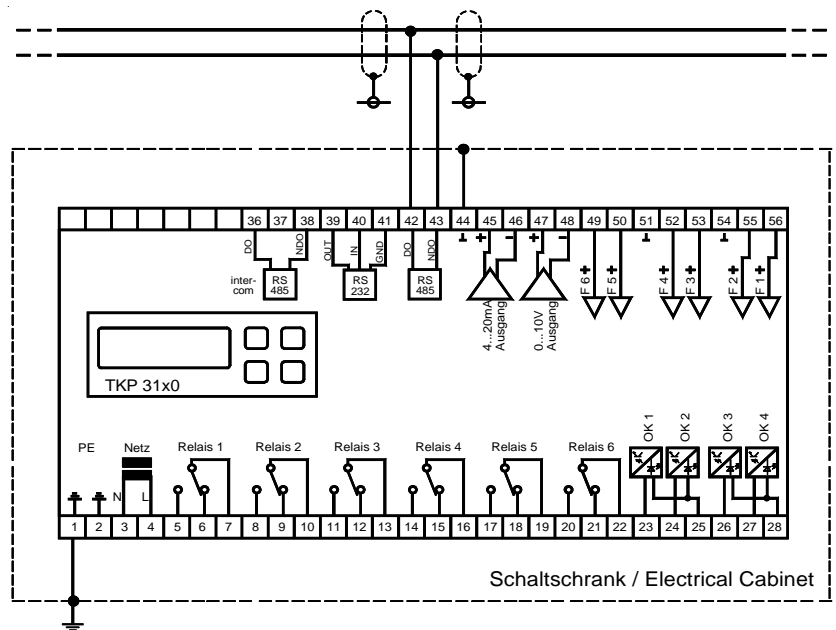 36 37 38 39 40 41 42 43 44 45 46 47 48 49 50 51 52 53 54 55 56
DO NDO OUT IN GND DO NDO ⊥ + – + – ⊥ ⊥
inter-
com
RS
485
RS
232
RS
485
4...20mA
Ausgang
0...10V
Ausgang
F 6 +
F 5 +
F 4 +
F 3 +
F 2 +
F 1 +
TKP 31x0
PE Netz Relais 1 Relais 2 Relais 3 Relais 4 Relais 5 Relais 6 OK 1 OK 2 OK 3 OK 4
N L
1 2 3 4 5 6 7 8 9 10 11 12 13 14 15 16 17 18 19 20 21 22 23 24 25 26 27 28
Schaltschrank / Electrical Cabinet